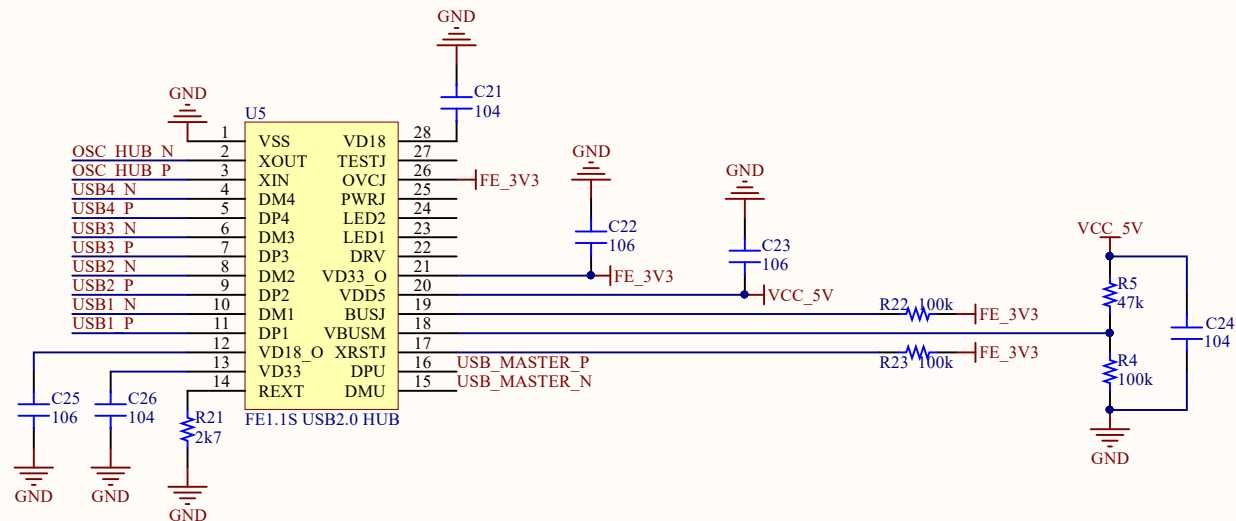 GND
C21
104
GND
U5
1 VSS VD18 28
OSC_HUB_N 2 XOUT TESTJ 27
OSC_HUB_P 3 XIN OVCJ 26 FE_3V3
USB4_N 4 DM4 PWRJ 25
USB4_P 5 DP4 LED2 24
USB3_N 6 DM3 LED1 23
USB3_P 7 DP3 DRV 22
USB2_N 8 DM2 VD33_O 21 FE_3V3
USB2_P 9 DP2 VDD5 20 VCC_5V
USB1_N 10 DM1 BUSJ 19 R22 100k FE_3V3
USB1_P 11 DP1 VBUSM 18
12 VD18_O XRSTJ 17 R23 100k FE_3V3
13 VD33 DPU 16 USB_MASTER_P
14 REXT DMU 15 USB_MASTER_N
FE1.1S USB2.0 HUB
GND
C22
106
GND
C23
106
VCC_5V
R5
47k
C24
104
R4
100k
GND
C25
106
GND
C26
104
GND
R21
2k7
GND